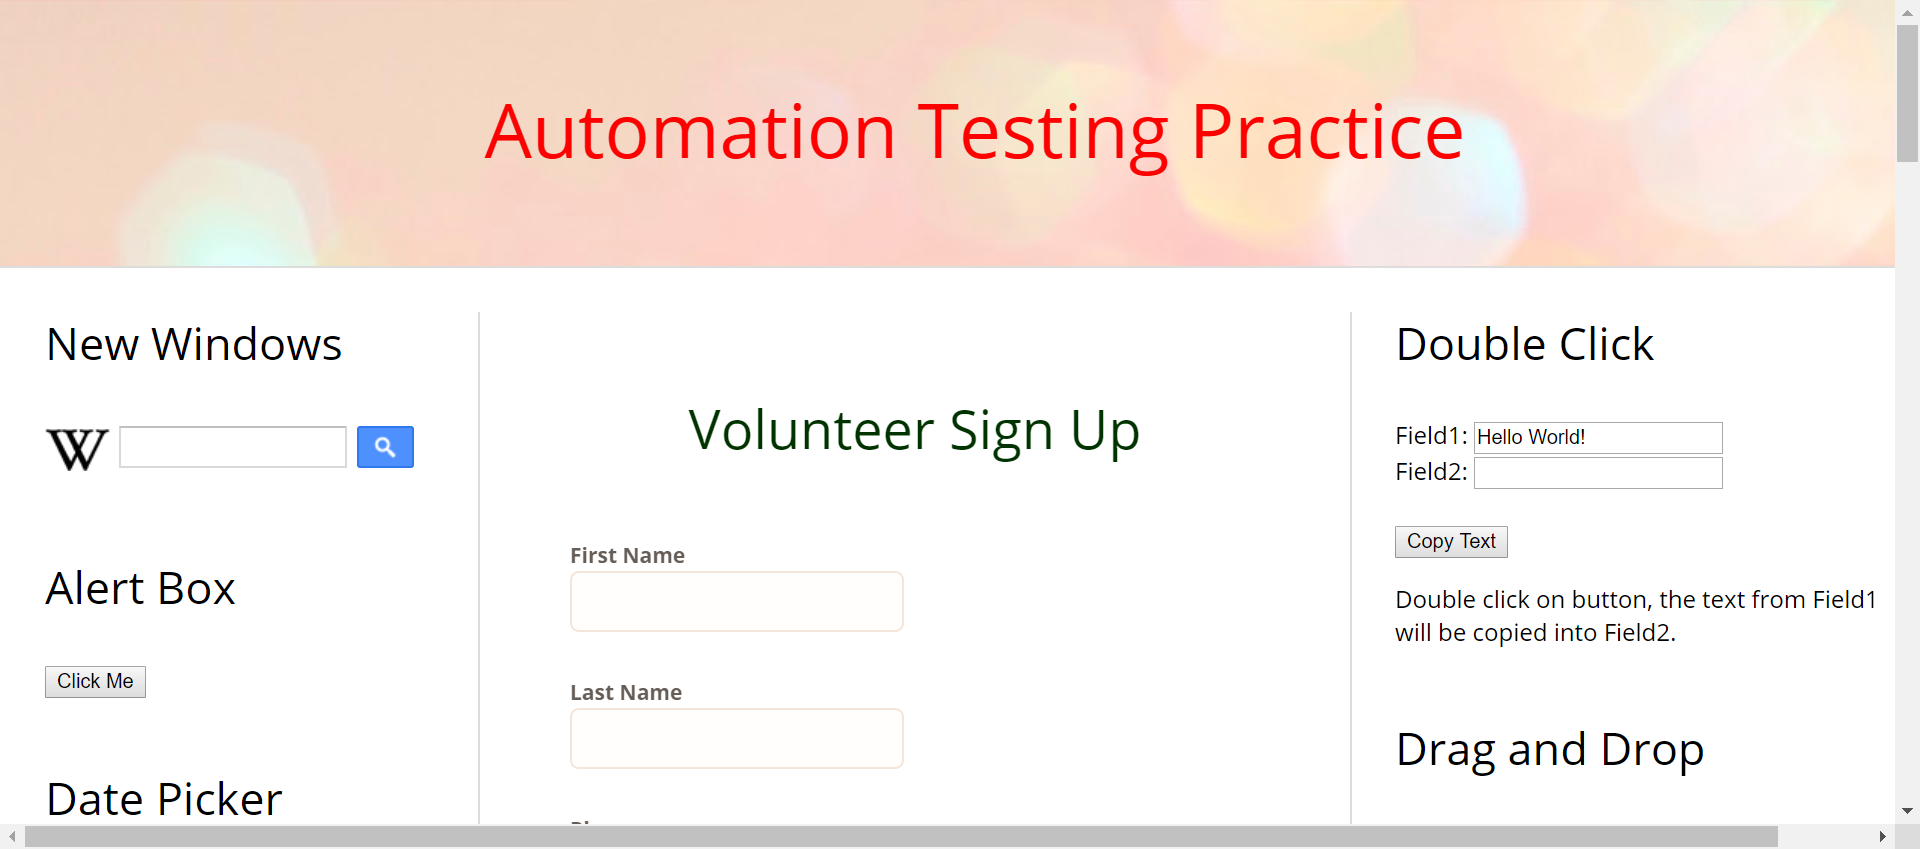 Automation Testing Practice
New Windows
W
Alert Box
Click Me
Date Picker
Volunteer Sign Up
First Name
Last Name
Double Click
Field1: Hello World!
Field2:
Copy Text
Double click on button, the text from Field1
will be copied into Field2.
Drag and Drop